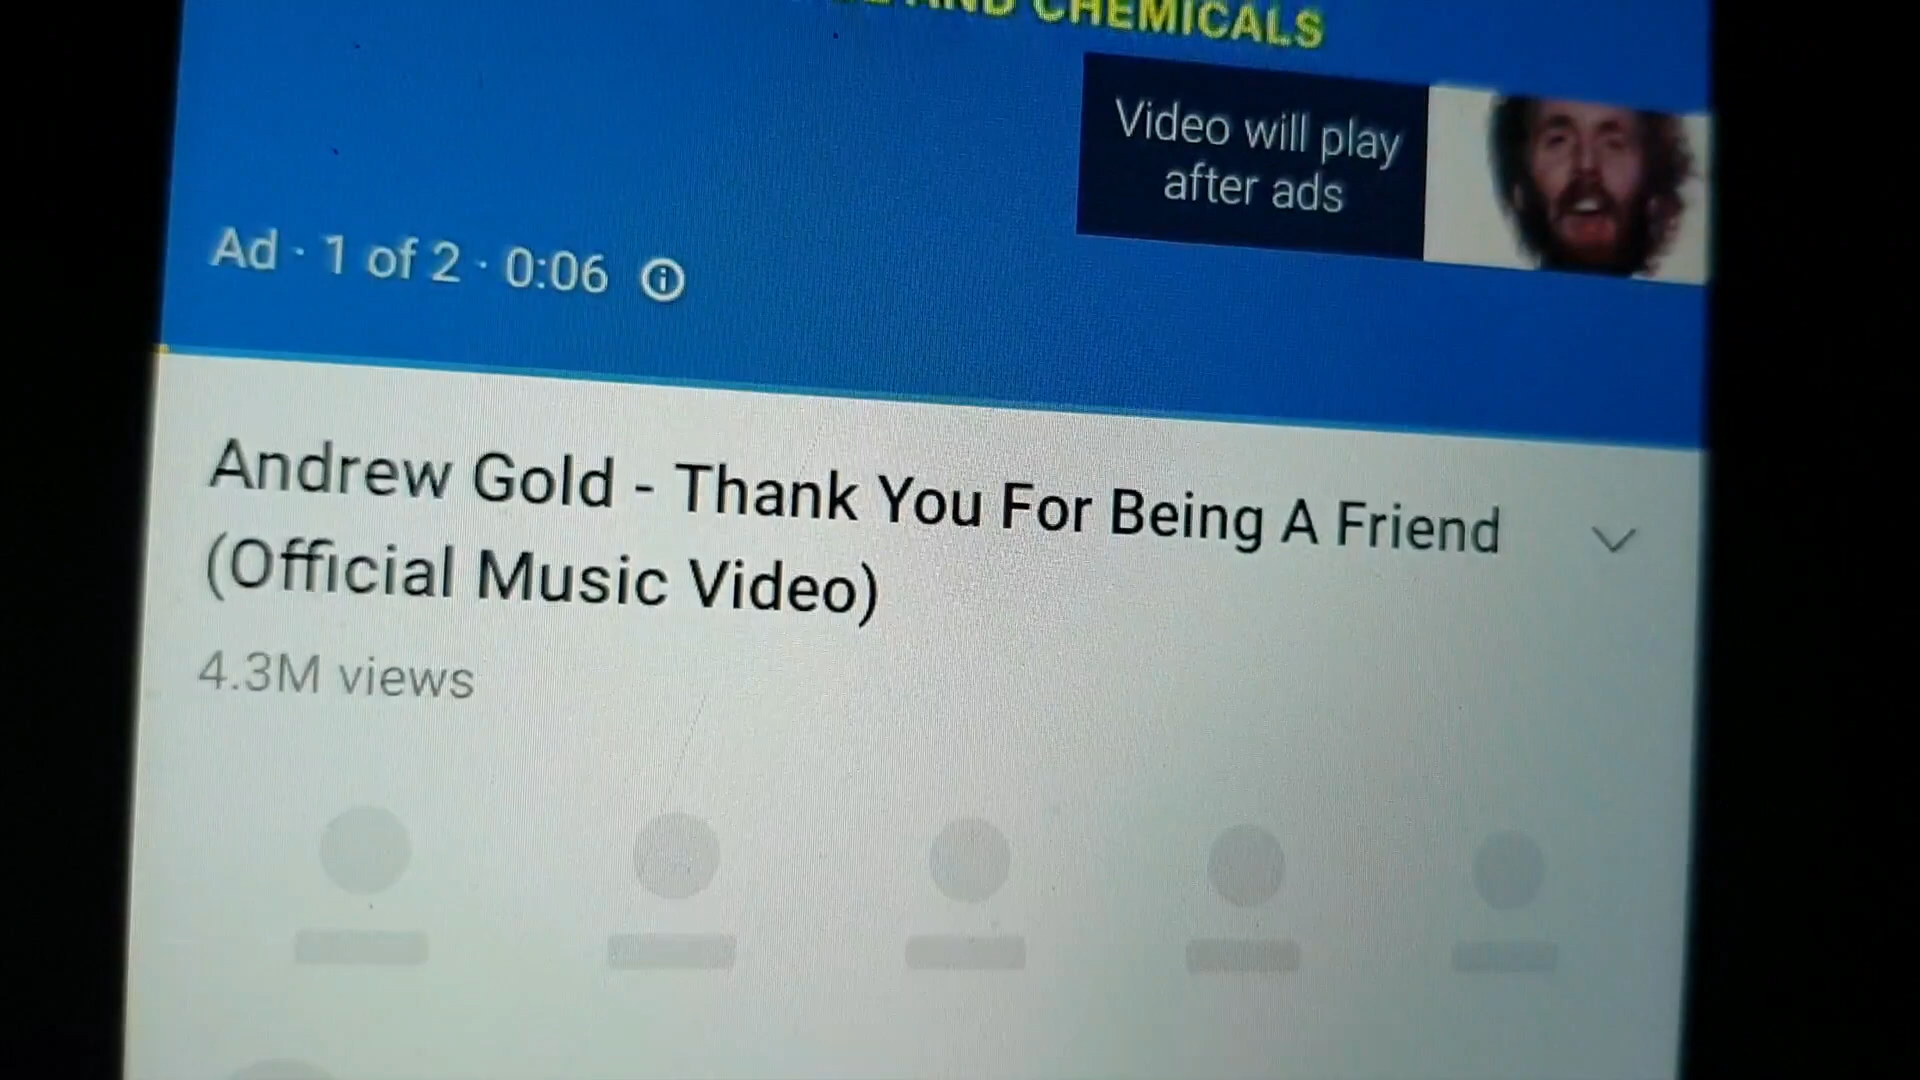 AND CHEMICALS
Video will play
after ads
Ad · 1 of 2 · 0:06
Andrew Gold - Thank You For Being A Friend
(Official Music Video)
4.3M views